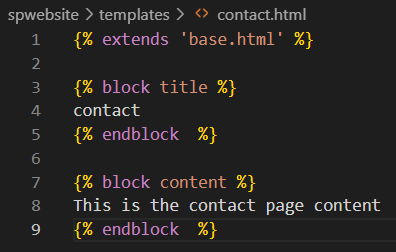 spwebsite > templates > <> contact.html
1 {% extends 'base.html' %}
2
3 {% block title %}
4 contact
5 {% endblock  %}
6
7 {% block content %}
8 This is the contact page content
9 {% endblock  %}